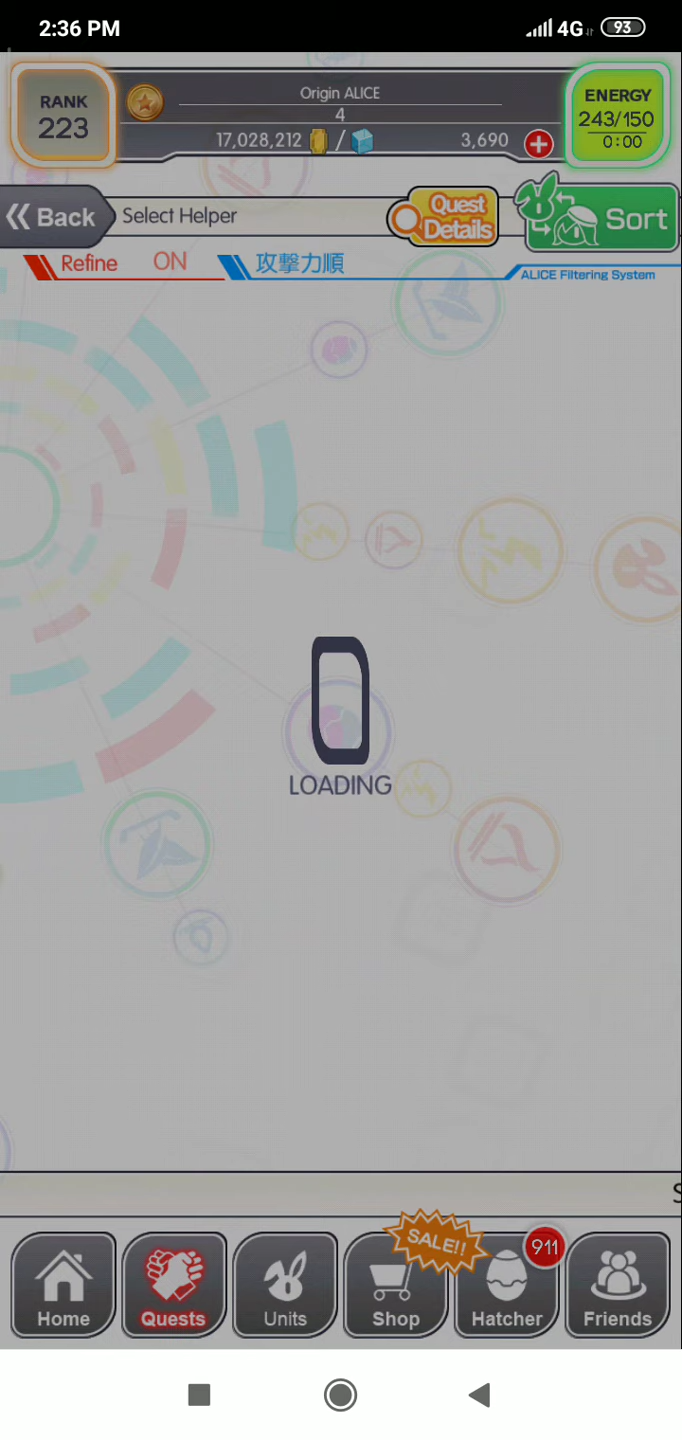 2:36 PM 4G 93
RANK
223
Origin ALICE
4
17,028,212 / 3,690
ENERGY
243/150
0:00
Back
Select Helper
Quest
Details
Sort
Refine ON 攻撃力順
ALICE Filtering System
LOADING
S
SALE!!
911
Home Quests Units Shop Hatcher Friends